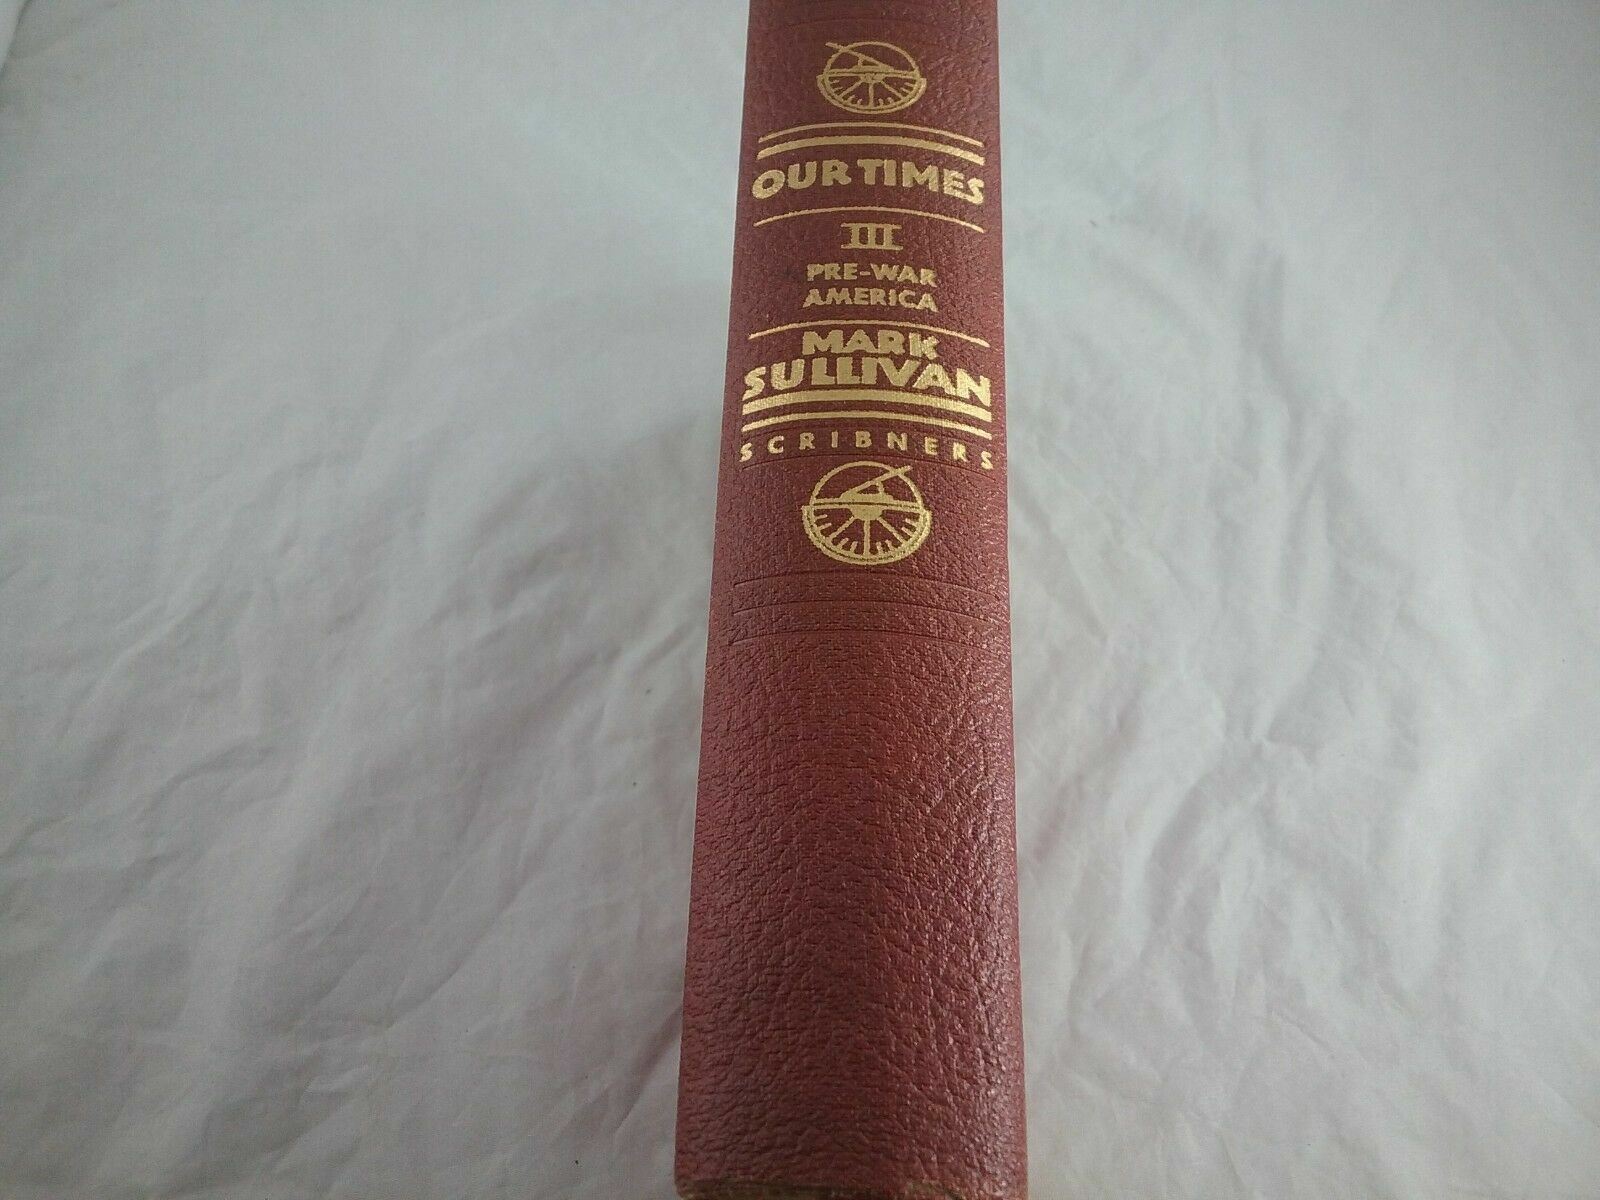 OUR TIMES
III
PRE-WAR
AMERICA
MARK
SULLIVAN
SCRIBNERS